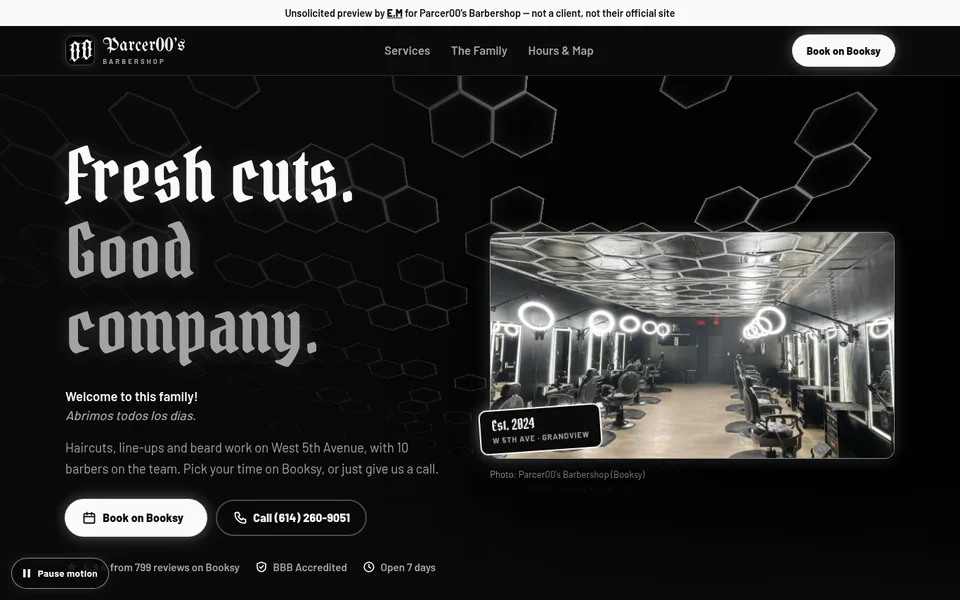 Unsolicited preview by E.M for Parcer00's Barbershop — not a client, not their official site
00 Parcer00's
BARBERSHOP
Services The Family Hours & Map
Book on Booksy
Fresh cuts.
Good
company.
Welcome to this family!
Abrimos todos los días.
Haircuts, line-ups and beard work on West 5th Avenue, with 10
barbers on the team. Pick your time on Booksy, or just give us a call.
Est. 2024
W 5TH AVE · GRANDVIEW
Photo: Parcer00's Barbershop (Booksy)
Book on Booksy
Call (614) 260-9051
Pause motion
from 799 reviews on Booksy
BBB Accredited
Open 7 days